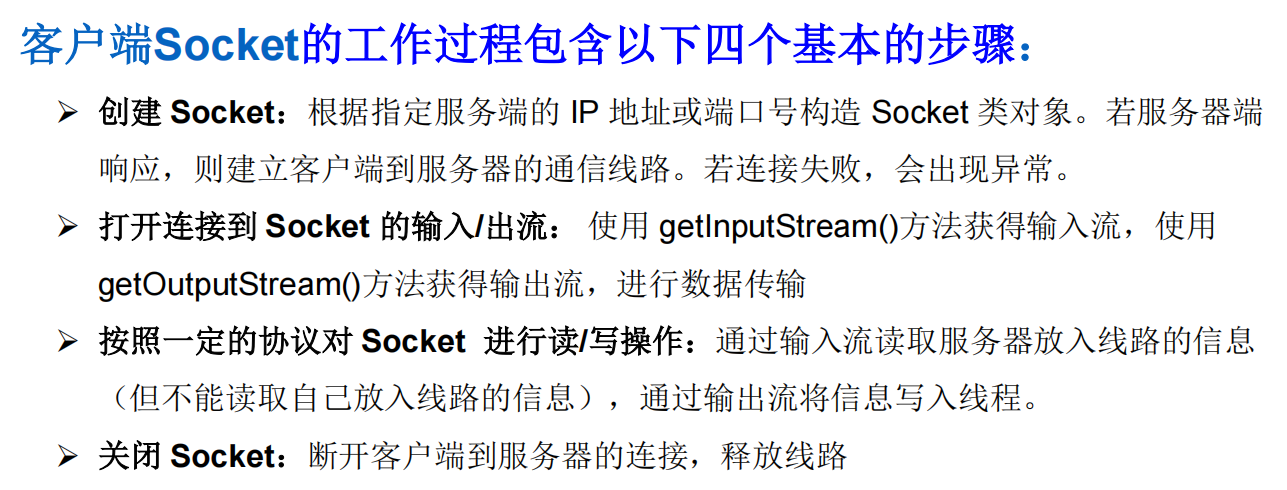 客户端Socket的工作过程包含以下四个基本的步骤：
➢ 创建 Socket：根据指定服务端的 IP 地址或端口号构造 Socket 类对象。若服务器端
响应，则建立客户端到服务器的通信线路。若连接失败，会出现异常。
➢ 打开连接到 Socket 的输入/出流： 使用 getInputStream()方法获得输入流，使用
getOutputStream()方法获得输出流，进行数据传输
➢ 按照一定的协议对 Socket 进行读/写操作：通过输入流读取服务器放入线路的信息
（但不能读取自己放入线路的信息），通过输出流将信息写入线程。
➢ 关闭 Socket：断开客户端到服务器的连接，释放线路